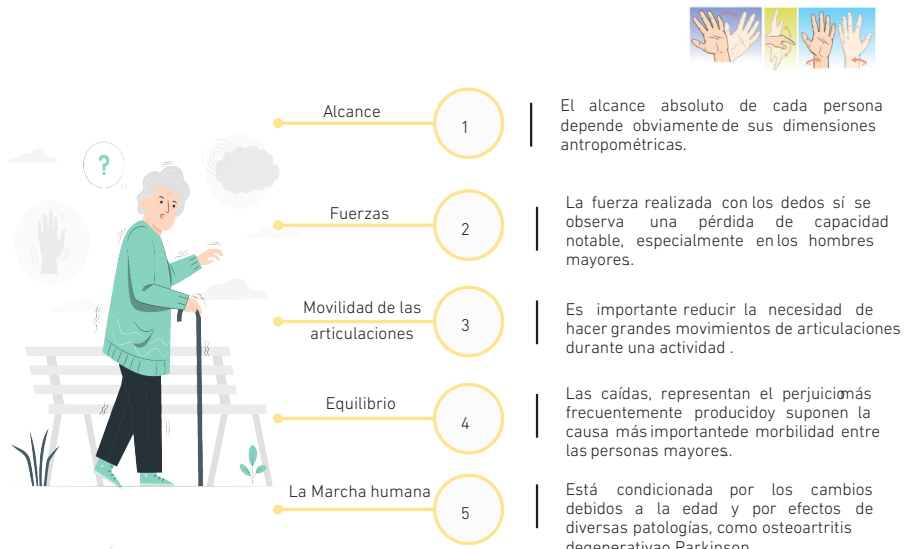 ?
Alcance
1
El alcance absoluto de cada persona
depende obviamente de sus dimensiones
antropométricas.
Fuerzas
2
La fuerza realizada con los dedos sí se
observa una pérdida de capacidad
notable, especialmente en los hombres
mayores..
Movilidad de las
articulaciones
3
Es importante reducir la necesidad de
hacer grandes movimientos de articulaciones
durante una actividad .
Equilibrio
4
Las caídas, representan el perjuiciomás
frecuentemente producidoy suponen la
causa más importantede morbilidad entre
las personas mayores..
La Marcha humana
5
Está condicionada por los cambios
debidos a la edad y por efectos de
diversas patologías, como osteoartritis
degenerativao Parkinson